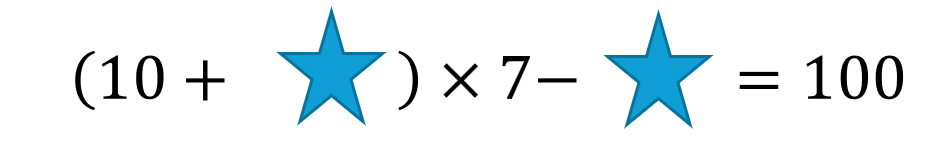 (10 + ★) × 7− ★ = 100